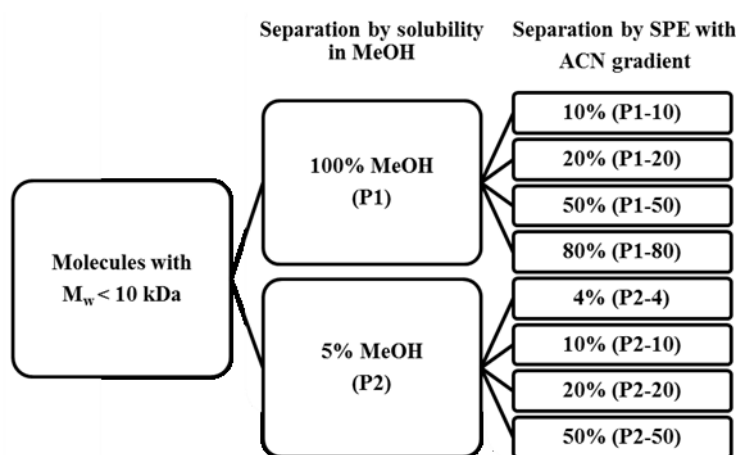 Separation by solubility
in MeOH
Separation by SPE with
ACN gradient
Molecules with
Mw < 10 kDa
100% MeOH
(P1)
5% MeOH
(P2)
10% (P1-10)
20% (P1-20)
50% (P1-50)
80% (P1-80)
4% (P2-4)
10% (P2-10)
20% (P2-20)
50% (P2-50)